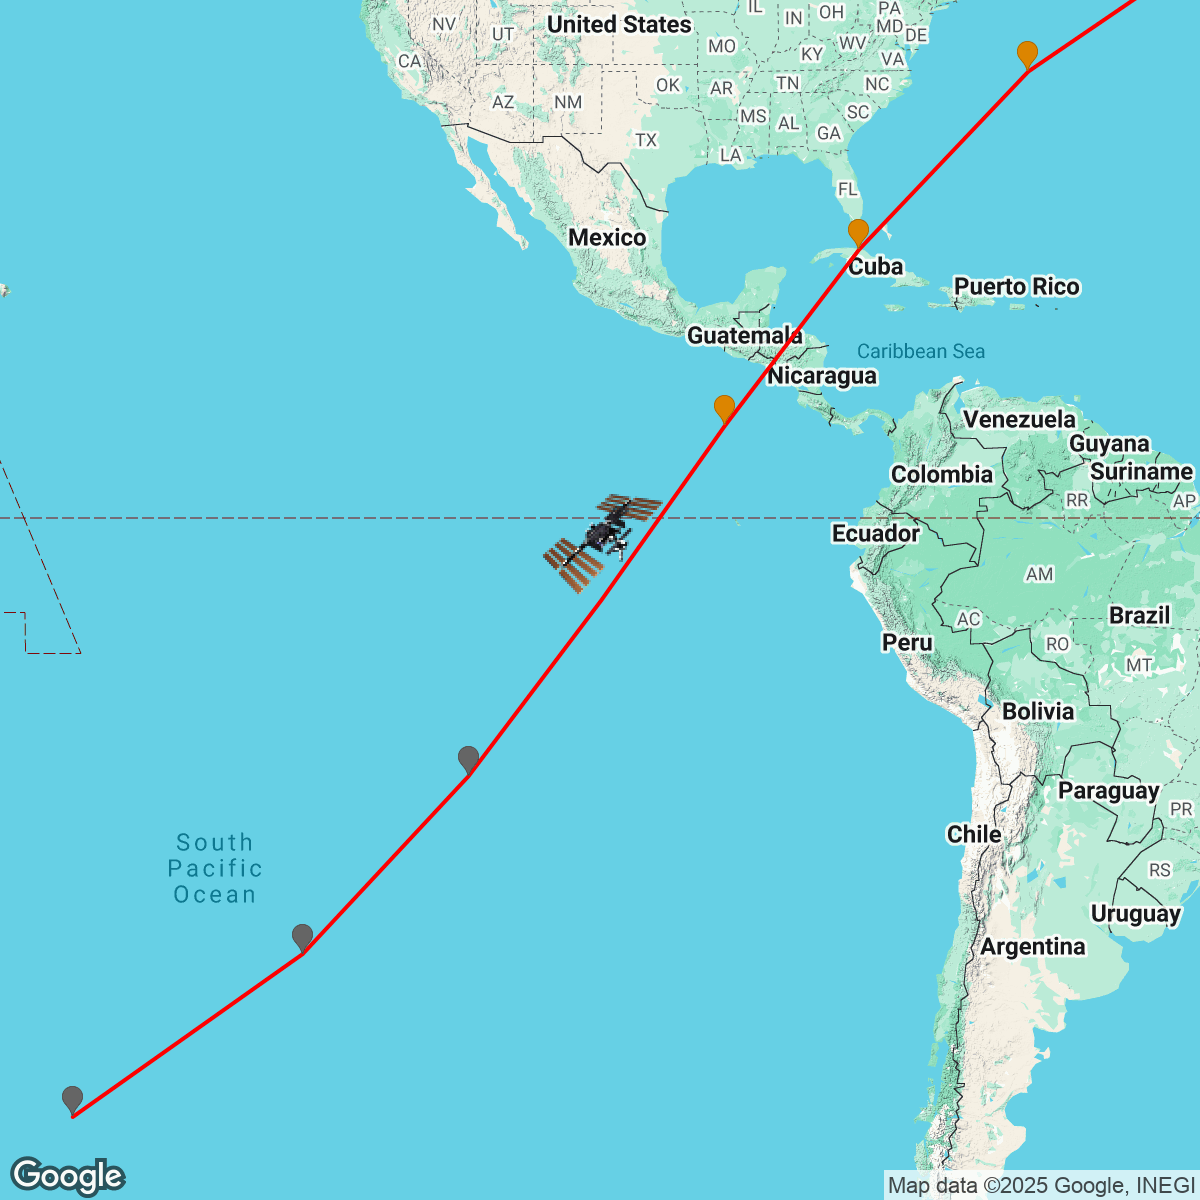 United States
NV
UT
CA
AZ
NM
IL
IN
OH
PA
MD
DE
MO
KY
WV
VA
OK
AR
TN
NC
MS
AL
SC
GA
TX
LA
FL
Mexico
Cuba
Puerto Rico
Guatemala
Caribbean Sea
Nicaragua
Venezuela
Guyana
Suriname
Colombia
RR
AP
Ecuador
AM
Brazil
AC
Peru
RO
MT
Bolivia
Paraguay
PR
Chile
South
Pacific
Ocean
RS
Uruguay
Argentina
Google
Map data ©2025 Google, INEGI